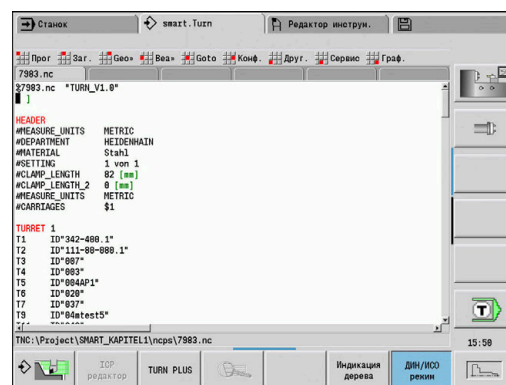 Станок
smart.Turn
Редактор инструм.
Прог Заг. Geo» Bea» Goto Конф. Друг. Сервис Граф.
7983.nc
%7983.nc "TURN_V1.0"
]
HEADER
#MEASURE_UNITS METRIC
#DEPARTMENT HEIDENHAIN
#MATERIAL Stahl
#SETTING 1 von 1
#CLAMP_LENGTH 82 [mm]
#CLAMP_LENGTH_2 0 [mm]
#MEASURE_UNITS METRIC
#CARRIAGES $1
TURRET 1
T1 ID"342-400.1"
T2 ID"111-80-080.1"
T3 ID"007"
T4 ID"003"
T5 ID"004AP1"
T6 ID"020"
T7 ID"037"
T9 ID"04mtest5"
TNC:\Project\SMART_KAPITEL1\ncps\7983.nc
15:50
ICP редактор
TURN PLUS
Индикация дерева
ДИН/ИСО режим
T